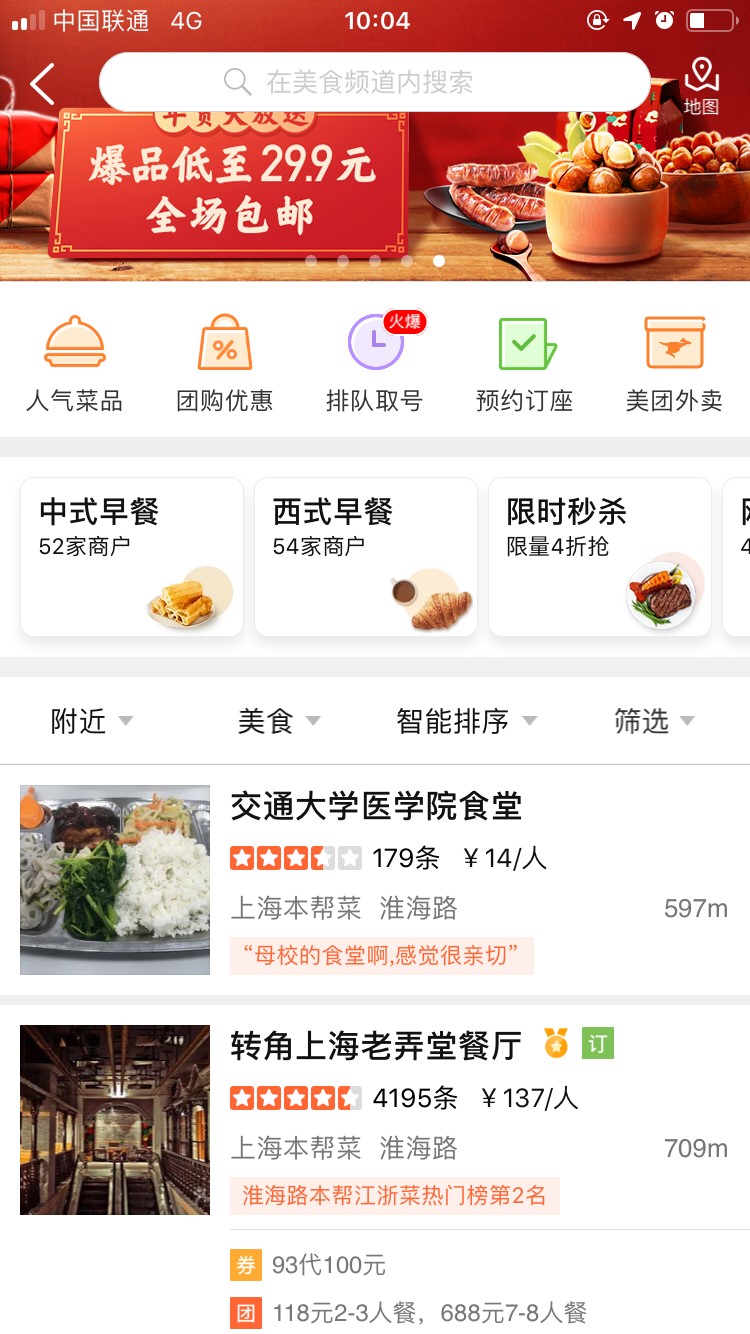 中国联通 4G 10:04
在美食频道内搜索
地图
年货大放送
爆品低至29.9元
全场包邮
火爆
人气菜品 团购优惠 排队取号 预约订座 美团外卖
中式早餐 西式早餐 限时秒杀
52家商户 54家商户 限量4折抢 4
附近 美食 智能排序 筛选
交通大学医学院食堂
179条 ¥14/人
上海本帮菜 淮海路 597m
“母校的食堂啊,感觉很亲切”
转角上海老弄堂餐厅 订
4195条 ¥137/人
上海本帮菜 淮海路 709m
淮海路本帮江浙菜热门榜第2名
券 93代100元
团 118元2-3人餐，688元7-8人餐